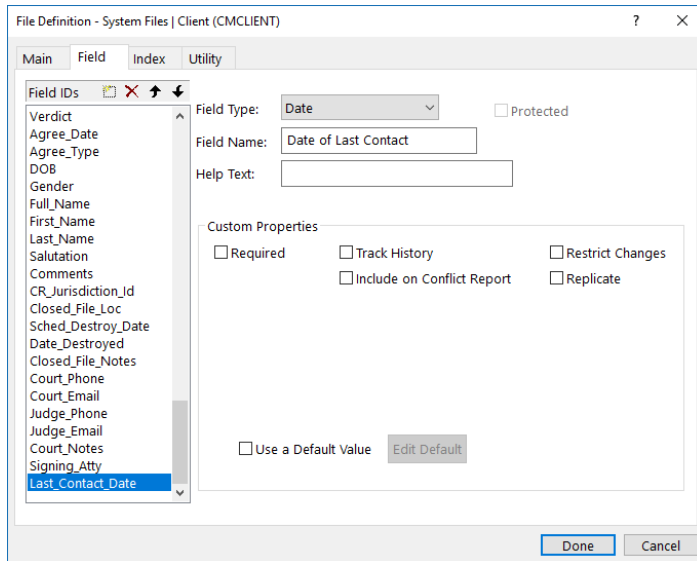 File Definition - System Files | Client (CMCLIENT)
?
Main Field Index Utility
Field IDs
Verdict
Agree_Date
Agree_Type
DOB
Gender
Full_Name
First_Name
Last_Name
Salutation
Comments
CR_Jurisdiction_Id
Closed_File_Loc
Sched_Destroy_Date
Date_Destroyed
Closed_File_Notes
Court_Phone
Court_Email
Judge_Phone
Judge_Email
Court_Notes
Signing_Atty
Last_Contact_Date
Field Type: Date Protected
Field Name: Date of Last Contact
Help Text:
Custom Properties
Required Track History Restrict Changes
Include on Conflict Report Replicate
Use a Default Value Edit Default
Done Cancel